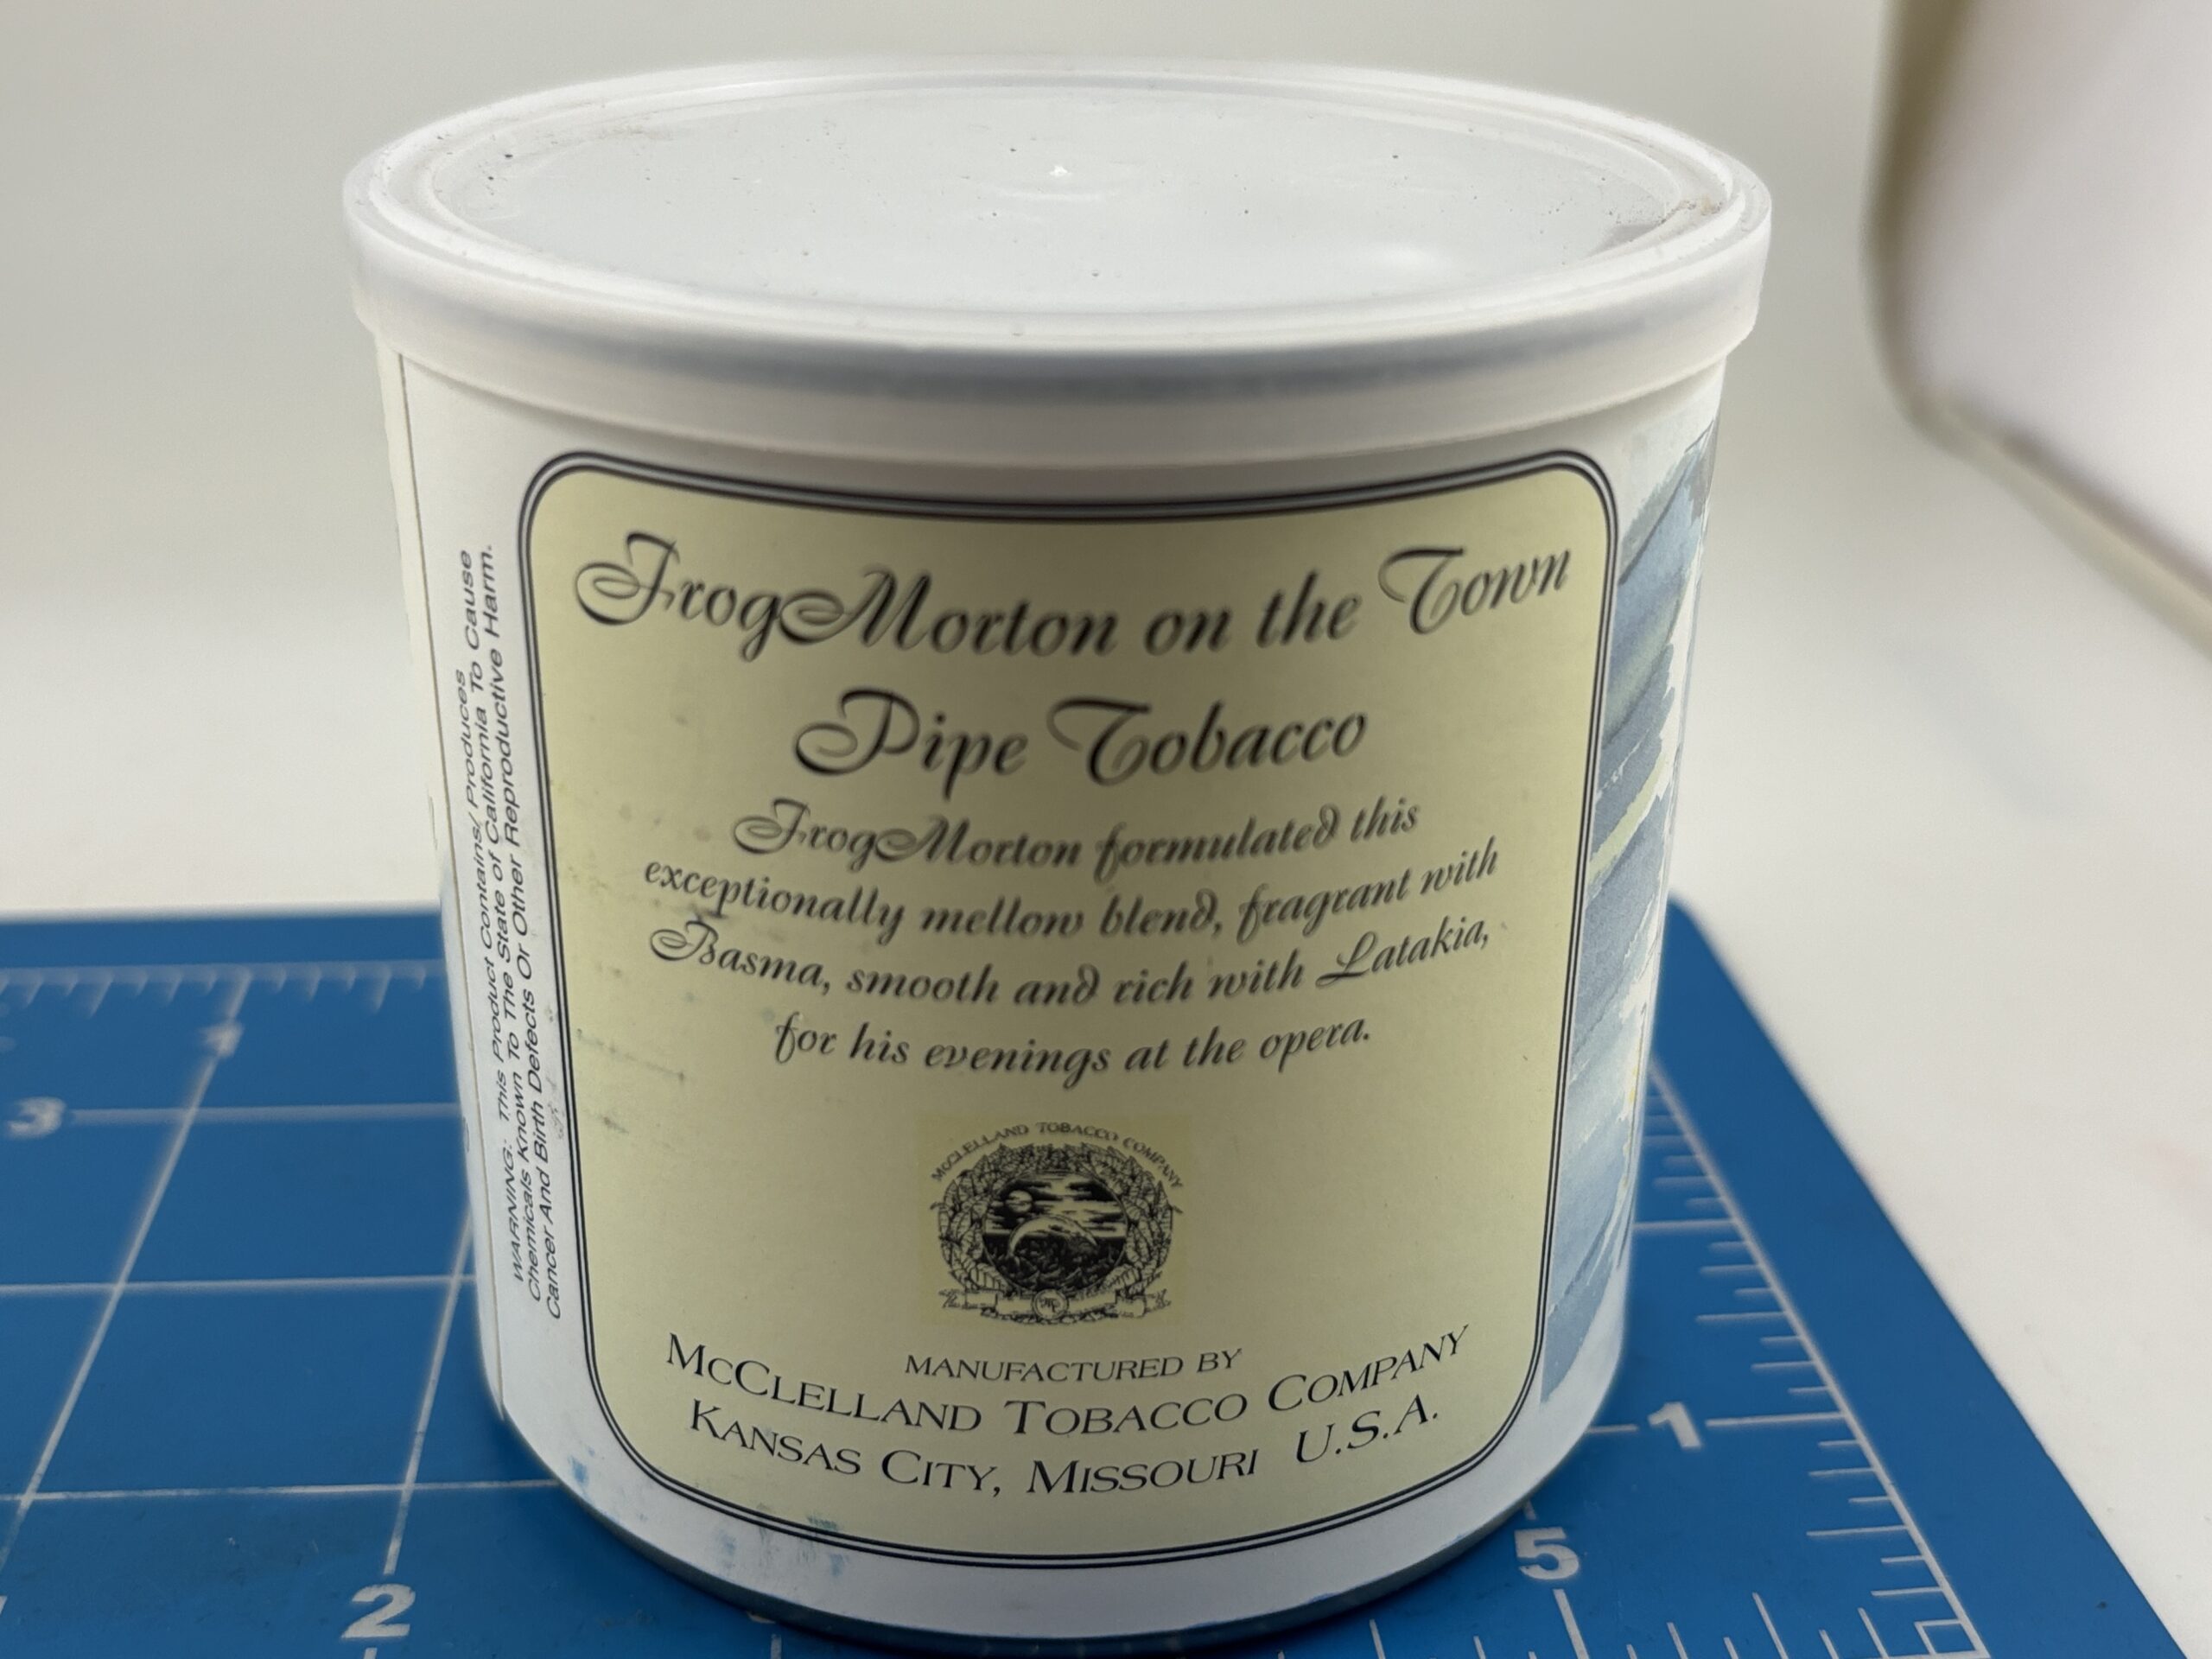 FrogMorton on the Town
Pipe Tobacco
FrogMorton formulated this
exceptionally mellow blend, fragrant with
Basma, smooth and rich with Latakia,
for his evenings at the opera.
McCLELLAND TOBACCO COMPANY
MANUFACTURED BY
McCLELLAND TOBACCO COMPANY
KANSAS CITY, MISSOURI U.S.A.
WARNING: This Product Contains/ Produces
Chemicals Known To The State of California To Cause
Cancer And Birth Defects Or Other Reproductive Harm.
4
3
2
1
5